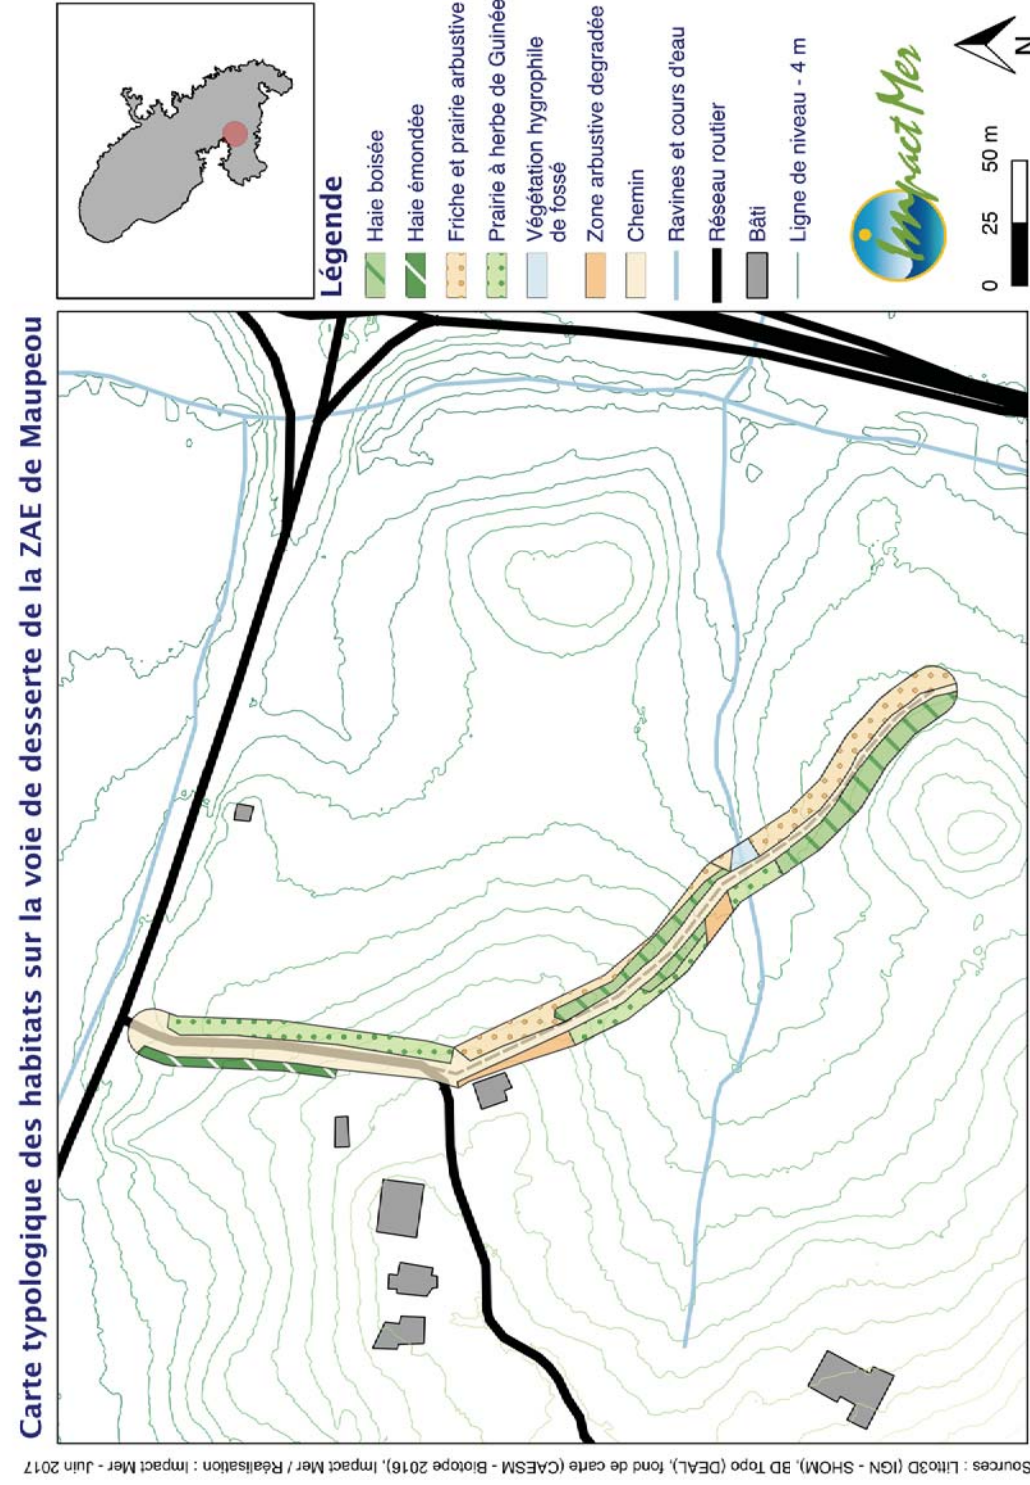 Carte typologique des habitats sur la voie de desserte de la ZAE de Maupeou
Légende
Haie boisée
Haie émondée
Friche et prairie arbustive
Prairie à herbe de Guinée
Végétation hygrophile
de fossé
Zone arbustive degradée
Chemin
Ravines et cours d'eau
Réseau routier
Bâti
Ligne de niveau - 4 m
Impact Mer
0 25 50 m
N
Sources : Litto3D (IGN - SHOM), BD Topo (DEAL), fond de carte (CAESM - Biotope 2016), Impact Mer / Réalisation : Impact Mer - Juin 2017